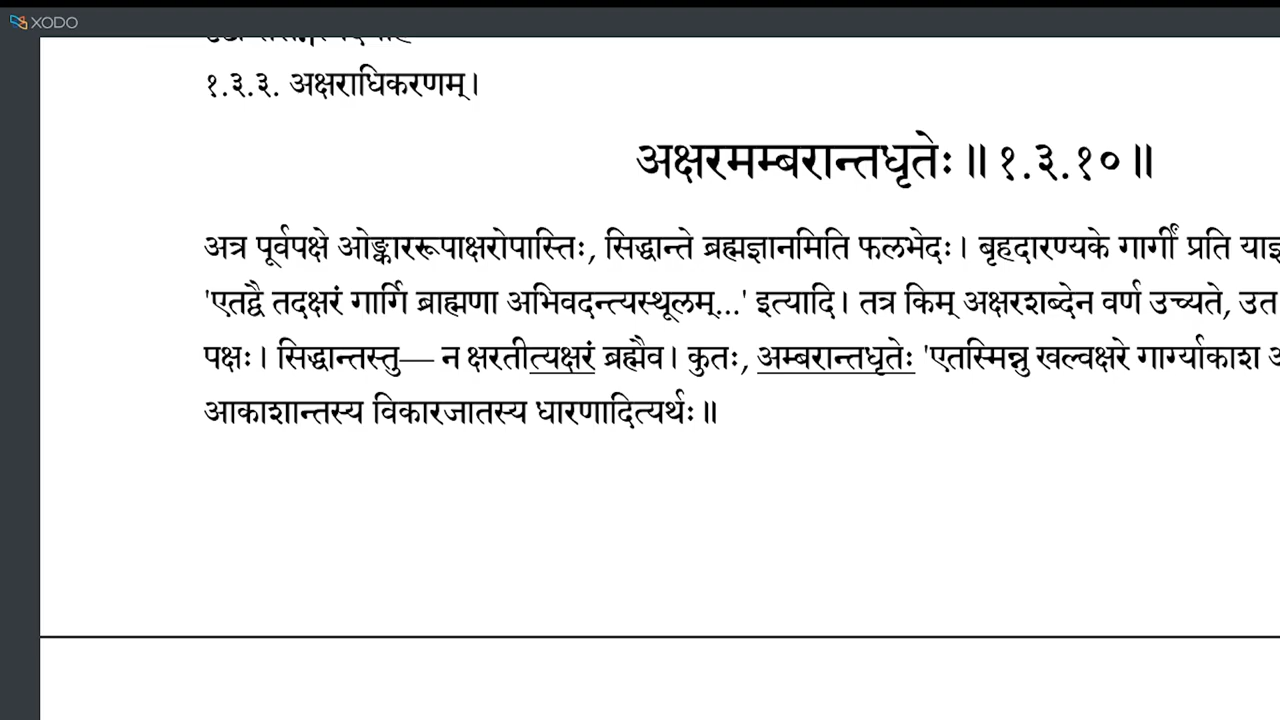 XODO
१.३.३. अक्षराधिकरणम्।
अक्षरमम्बरान्तधृतेः॥१.३.१०॥
अत्र पूर्वपक्षे ओङ्काररूपाक्षरोपास्तिः, सिद्धान्ते ब्रह्मज्ञानमिति फलभेदः। बृहदारण्यके गार्गीं प्रति
'एतद्वै तदक्षरं गार्गि ब्राह्मणा अभिवदन्त्यस्थूलम्...' इत्यादि। तत्र किम् अक्षरशब्देन वर्ण उच्यते, उत
पक्षः। सिद्धान्तस्तु— न क्षरतीत्यक्षरं ब्रह्मैव। कुतः, अम्बरान्तधृतेः 'एतस्मिन्नु खल्वक्षरे गार्ग्याकाश
आकाशान्तस्य विकारजातस्य धारणादित्यर्थः॥